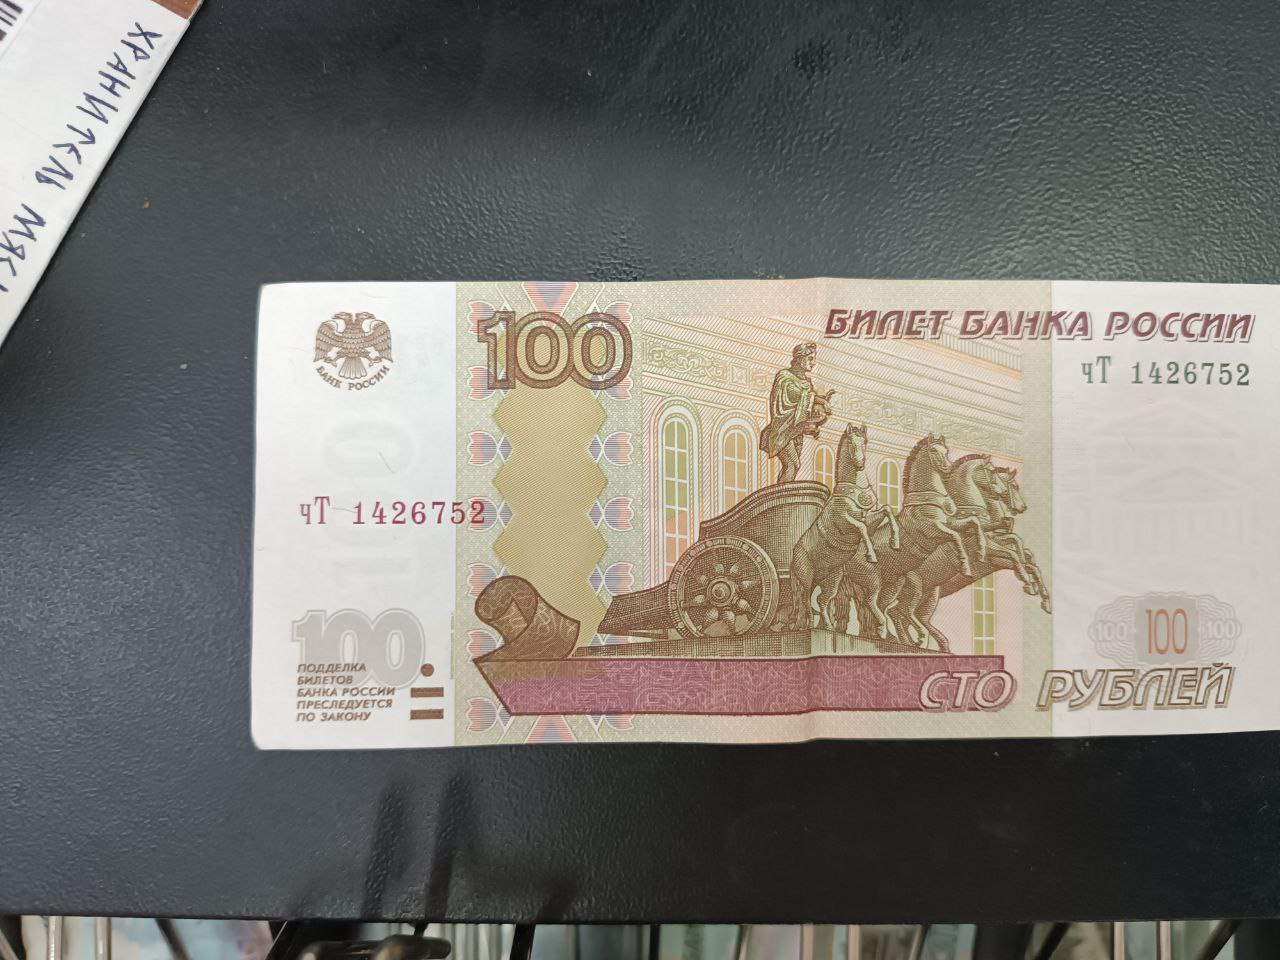 ХРАНИТЕЛЬ
100
БАНК РОССИИ
БИЛЕТ БАНКА РОССИИ
чТ 1426752
чТ 1426752
100
ПОДДЕЛКА
БИЛЕТОВ
БАНКА РОССИИ
ПРЕСЛЕДУЕТСЯ
ПО ЗАКОНУ
100 100 100
СТО РУБЛЕЙ